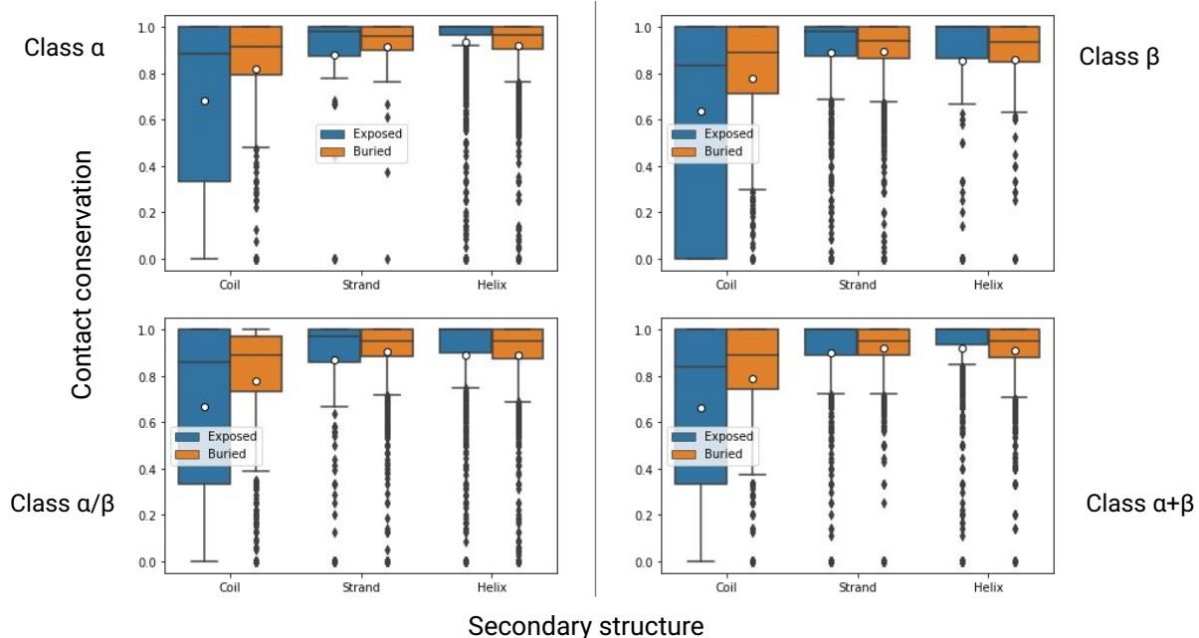 Class α
Contact conservation
1.0
0.8
0.6
0.4
0.2
0.0
Exposed
Buried
Coil Strand Helix
Class β
1.0
0.8
0.6
0.4
0.2
0.0
Exposed
Buried
Coil Strand Helix
Class α/β
1.0
0.8
0.6
0.4
0.2
0.0
Exposed
Buried
Coil Strand Helix
Class α+β
1.0
0.8
0.6
0.4
0.2
0.0
Exposed
Buried
Coil Strand Helix
Secondary structure